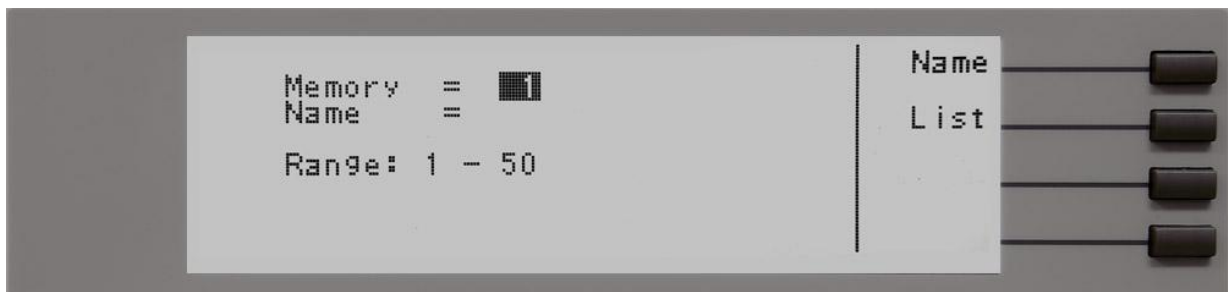 Memory = 1
Name =
Range: 1 - 50
Name
List